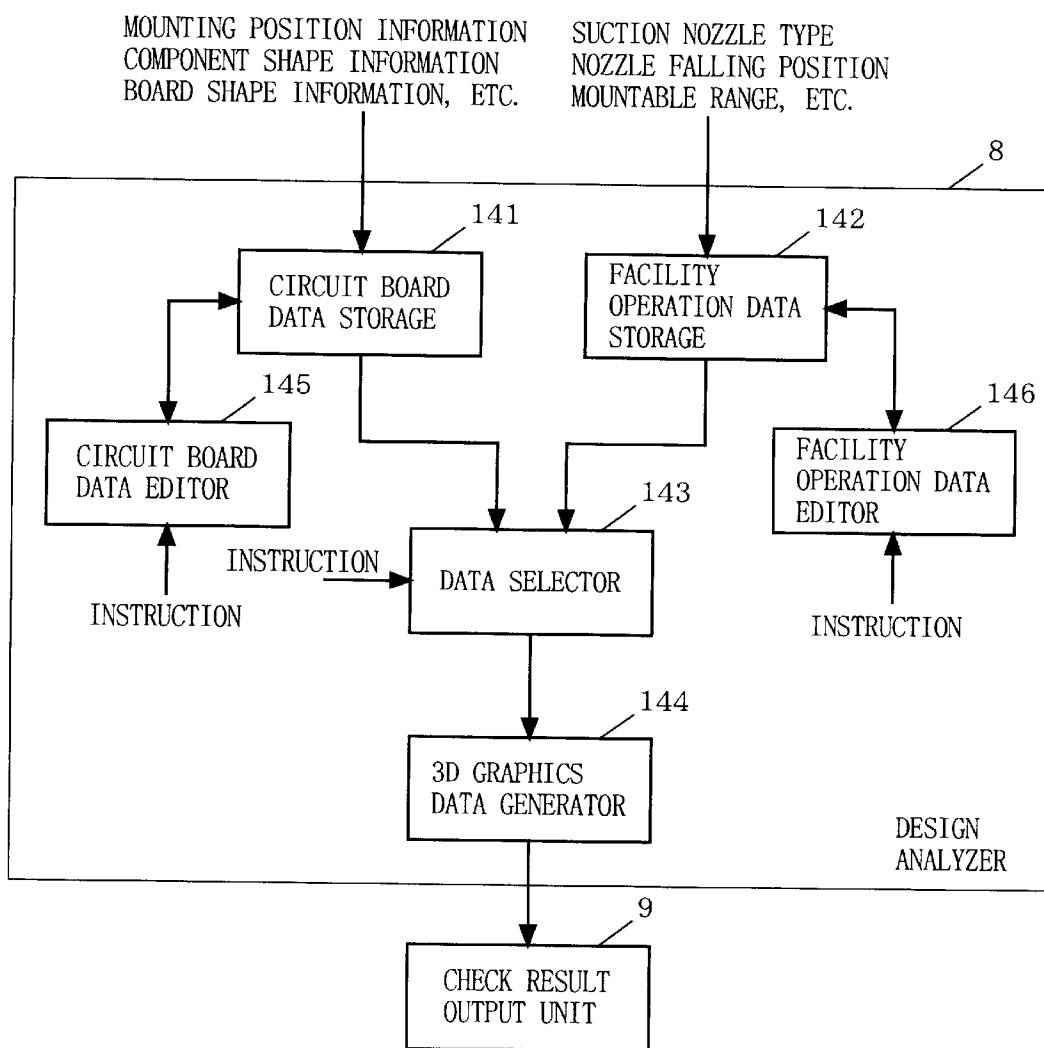 MOUNTING POSITION INFORMATION
COMPONENT SHAPE INFORMATION
BOARD SHAPE INFORMATION, ETC.
SUCTION NOZZLE TYPE
NOZZLE FALLING POSITION
MOUNTABLE RANGE, ETC.
8
141
142
CIRCUIT BOARD
DATA STORAGE
FACILITY
OPERATION DATA
STORAGE
145
146
CIRCUIT BOARD
DATA EDITOR
FACILITY
OPERATION DATA
EDITOR
143
INSTRUCTION
DATA SELECTOR
INSTRUCTION
INSTRUCTION
144
3D GRAPHICS
DATA GENERATOR
DESIGN
ANALYZER
9
CHECK RESULT
OUTPUT UNIT